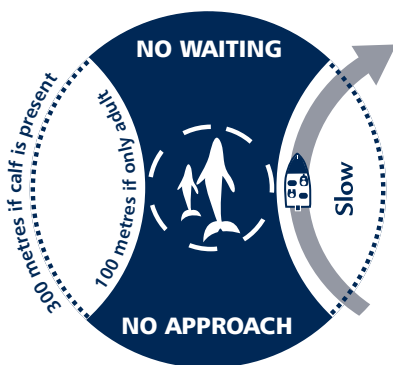 NO WAITING
300 metres if calf is present
100 metres if only adult
Slow
NO APPROACH